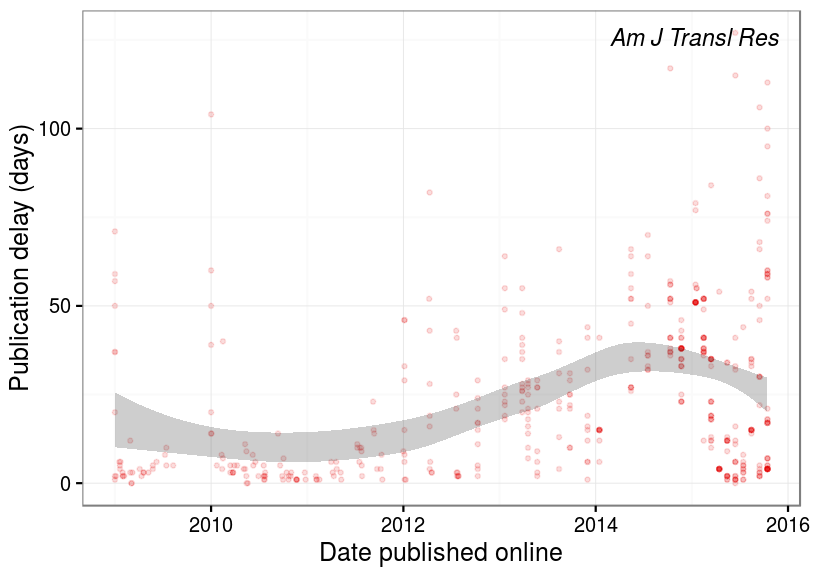 Am J Transl Res
Publication delay (days)
100
50
0
2010 2012 2014 2016
Date published online